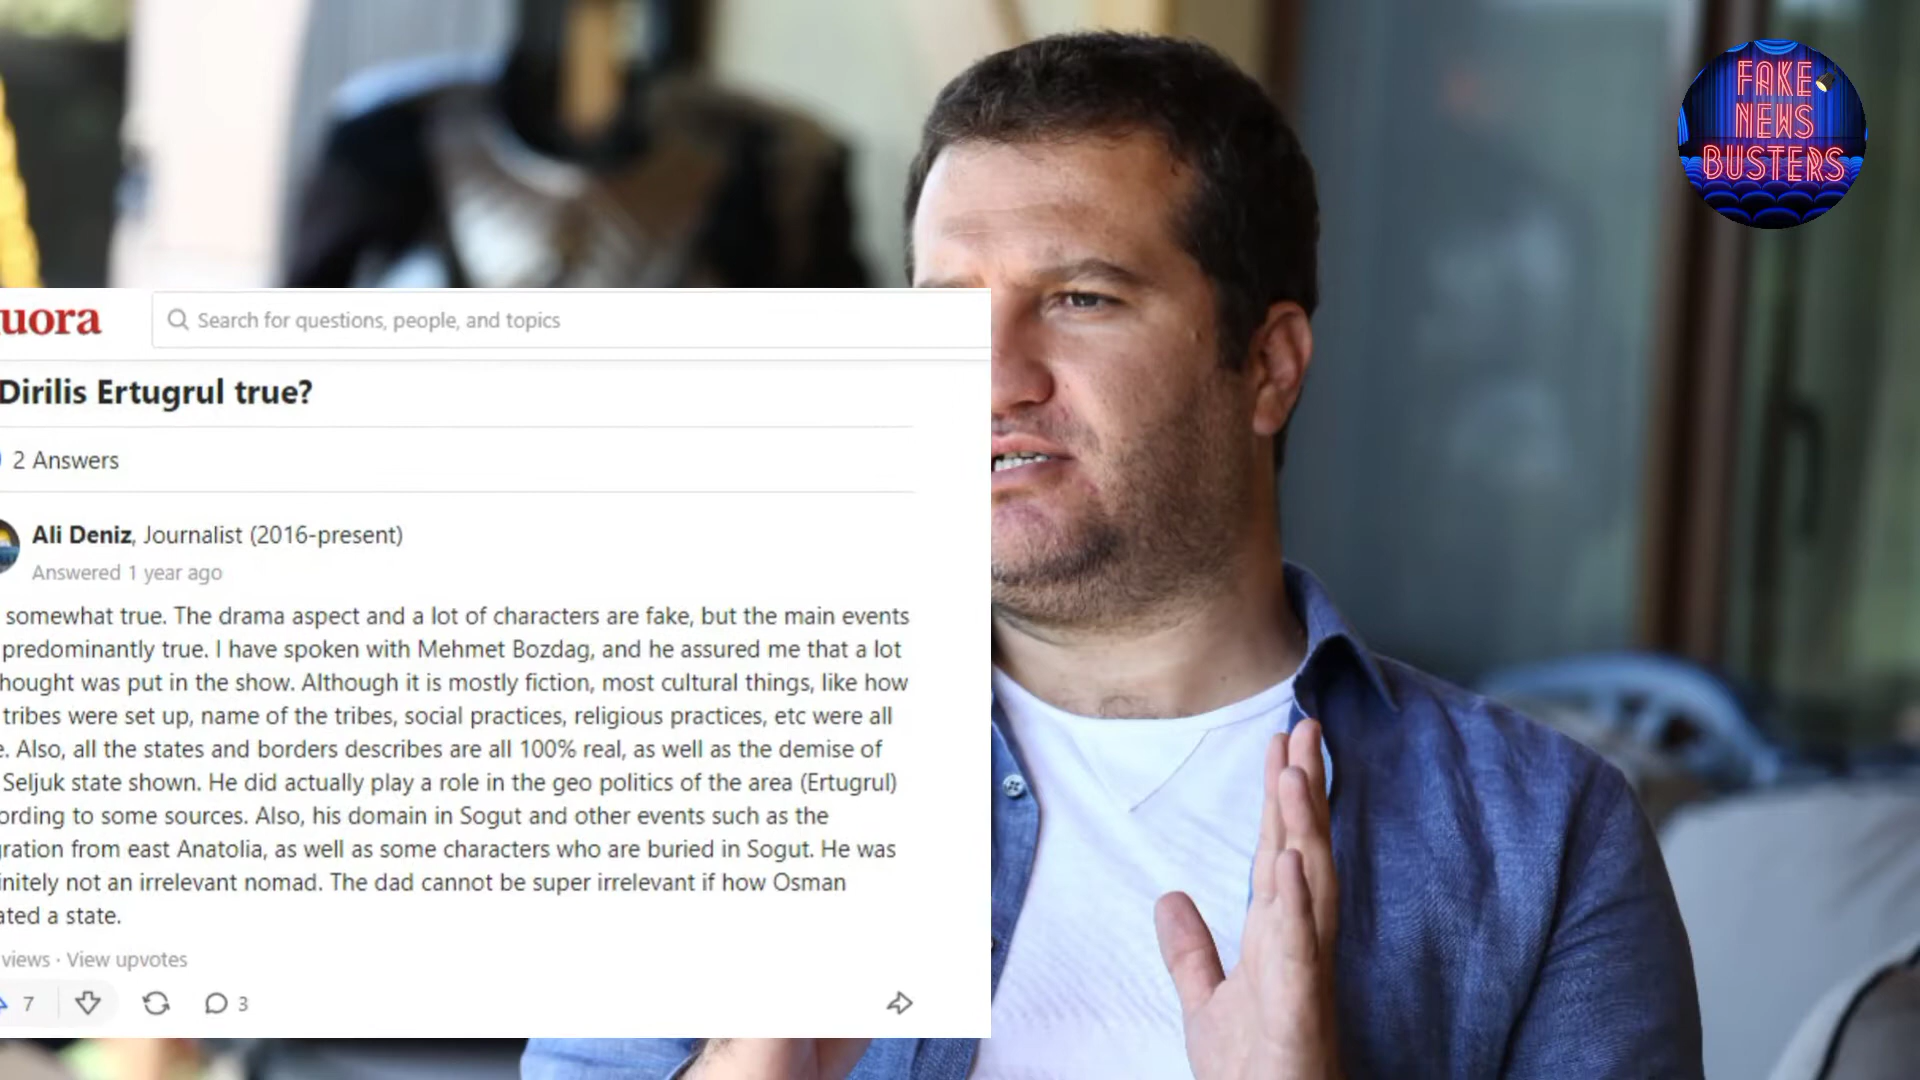 FAKE
NEWS
BUSTERS
uora
Search for questions, people, and topics
Dirilis Ertugrul true?
2 Answers
Ali Deniz, Journalist (2016-present)
Answered 1 year ago
somewhat true. The drama aspect and a lot of characters are fake, but the main events
predominantly true. I have spoken with Mehmet Bozdag, and he assured me that a lot
hought was put in the show. Although it is mostly fiction, most cultural things, like how
tribes were set up, name of the tribes, social practices, religious practices, etc were all
e. Also, all the states and borders describes are all 100% real, as well as the demise of
Seljuk state shown. He did actually play a role in the geo politics of the area (Ertugrul)
ording to some sources. Also, his domain in Sogut and other events such as the
gration from east Anatolia, as well as some characters who are buried in Sogut. He was
initely not an irrelevant nomad. The dad cannot be super irrelevant if how Osman
ated a state.
views · View upvotes
7
3